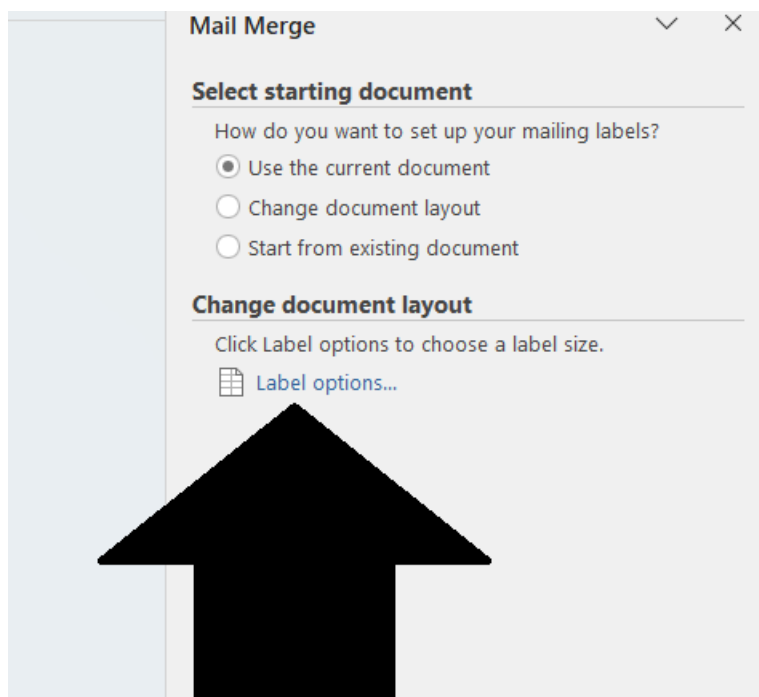 Mail Merge
Select starting document
How do you want to set up your mailing labels?
Use the current document
Change document layout
Start from existing document
Change document layout
Click Label options to choose a label size.
Label options...